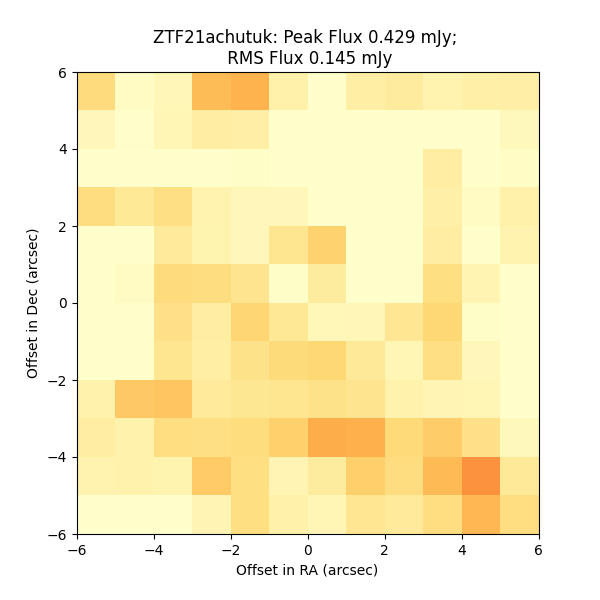 ZTF21achutuk: Peak Flux 0.429 mJy;
RMS Flux 0.145 mJy
6
4
2
0
−2
−4
−6
Offset in Dec (arcsec)
−6 −4 −2 0 2 4 6
Offset in RA (arcsec)